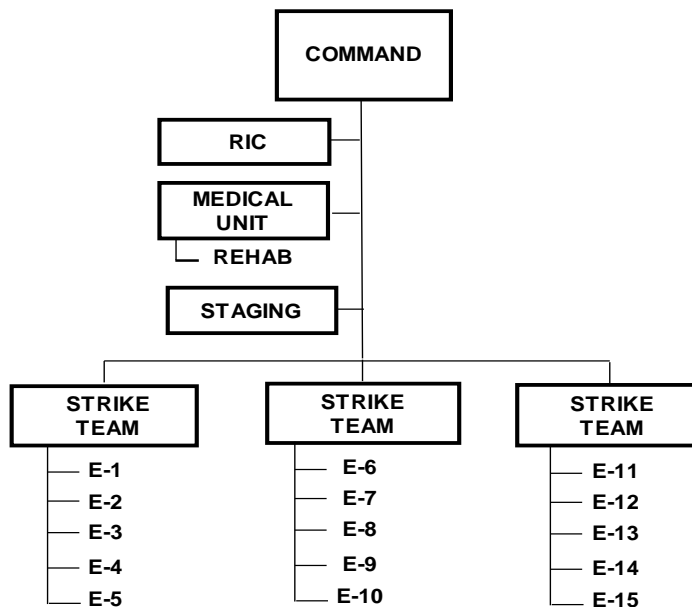 COMMAND
RIC
MEDICAL
UNIT
REHAB
STAGING
STRIKE
TEAM
E-1
E-2
E-3
E-4
E-5
STRIKE
TEAM
E-6
E-7
E-8
E-9
E-10
STRIKE
TEAM
E-11
E-12
E-13
E-14
E-15